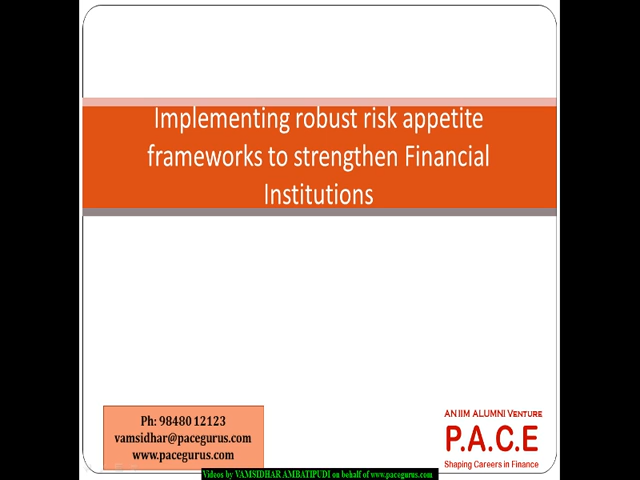 Implementing robust risk appetite
frameworks to strengthen Financial
Institutions
Ph: 98480 12123
vamsidhar@pacegurus.com
www.pacegurus.com
AN IIM ALUMNI VENTURE
P.A.C.E
Shaping Careers in Finance
Videos by VAMSIDHAR AMBATIPUDI on behalf of www.pacegurus.com